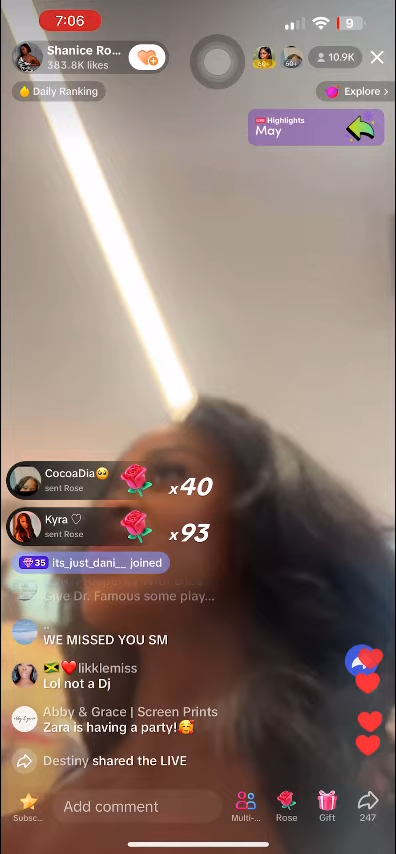 7:06
9
Shanice Ro...
383.8K likes
60+
60+
10.9K
Daily Ranking
Explore >
LIVE Highlights
May
CocoaDia🥺
sent Rose
x40
Kyra ♡
sent Rose
x93
35 its_just_dani__ joined
Give Dr. Famous some play...
..
WE MISSED YOU SM
🇯🇲❤️likklemiss
Lol not a Dj
Abby & Grace | Screen Prints
Zara is having a party!🥰
Destiny shared the LIVE
Subsc...
Add comment
Multi-...
Rose
Gift
247